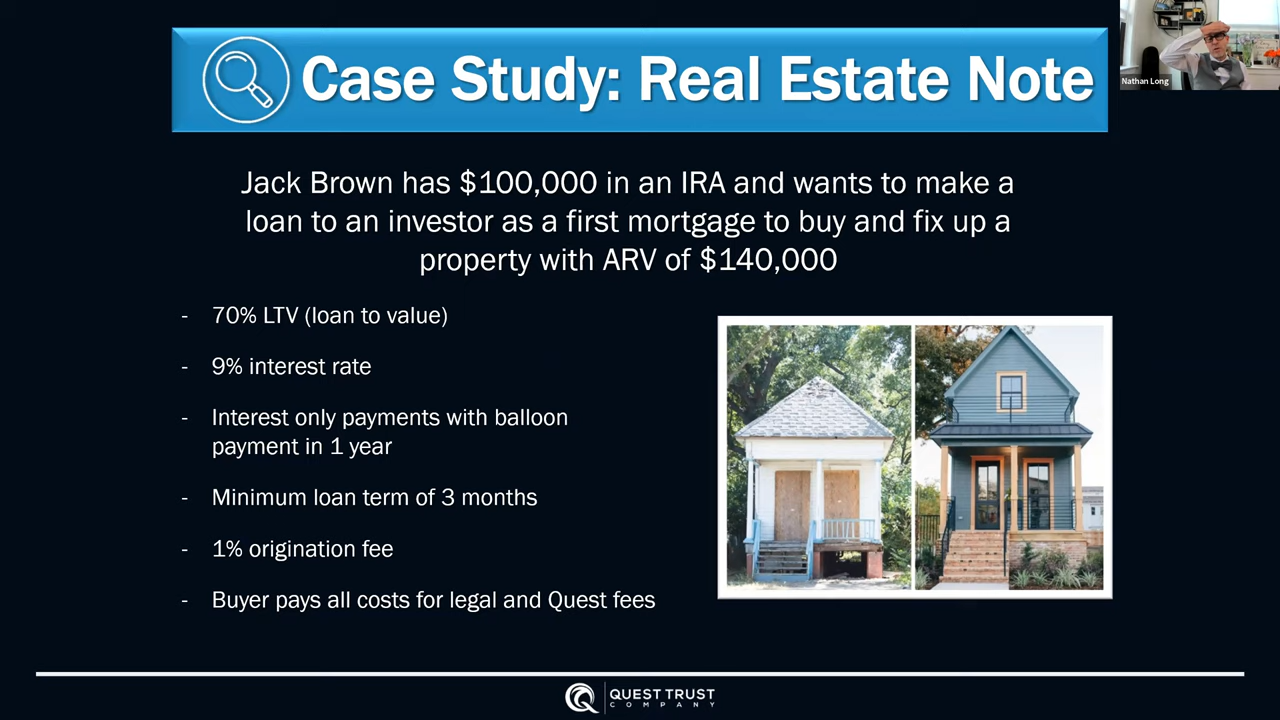 Case Study: Real Estate Note
Nathan Long
Jack Brown has $100,000 in an IRA and wants to make a
loan to an investor as a first mortgage to buy and fix up a
property with ARV of $140,000
- 70% LTV (loan to value)
- 9% interest rate
- Interest only payments with balloon
payment in 1 year
- Minimum loan term of 3 months
- 1% origination fee
- Buyer pays all costs for legal and Quest fees
QUEST TRUST
COMPANY